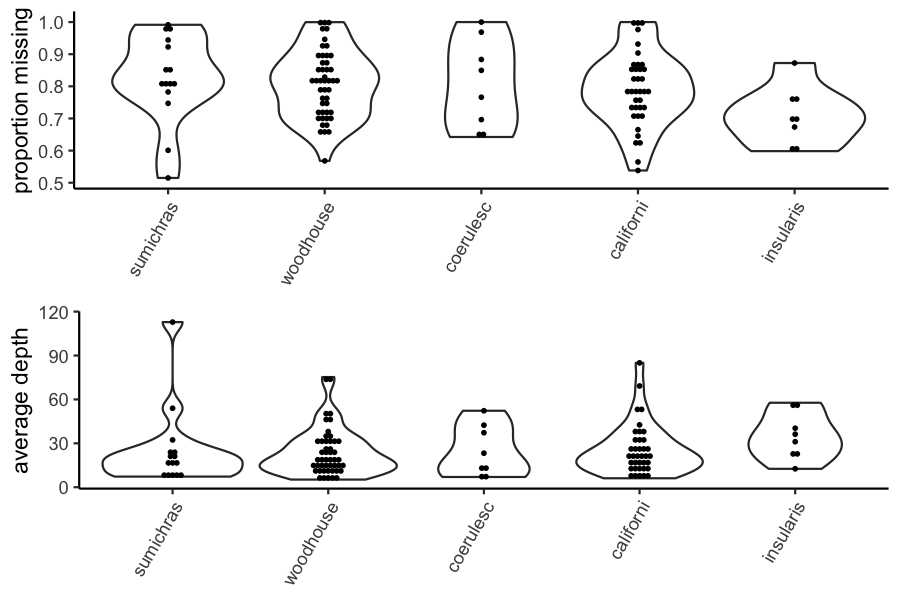 proportion missing
1.0
0.9
0.8
0.7
0.6
0.5
sumichras
woodhouse
coerulesc
californi
insularis
average depth
120
90
60
30
0
sumichras
woodhouse
coerulesc
californi
insularis